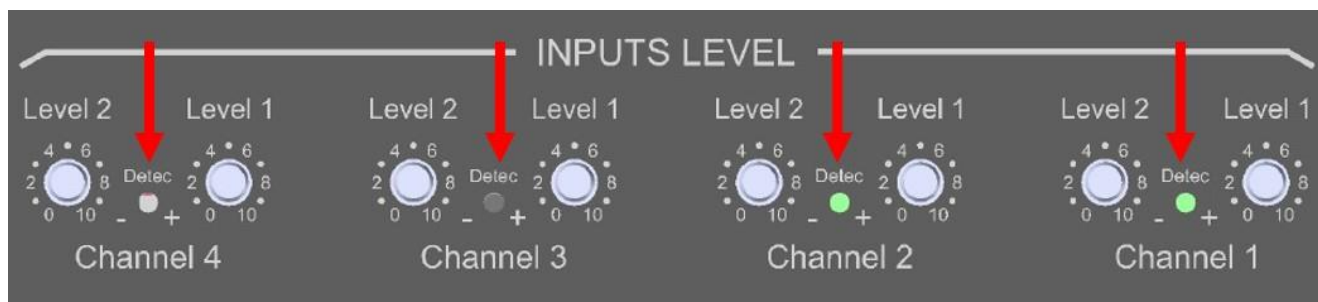 INPUTS LEVEL
Level 2 Level 1 Level 2 Level 1 Level 2 Level 1 Level 2 Level 1
4 6 4 6 4 6 4 6 4 6 4 6 4 6 4 6
2 8 Detec 2 8 2 8 Detec 2 8 2 8 Detec 2 8 2 8 Detec 2 8
0 10 - + 0 10 0 10 - + 0 10 0 10 - + 0 10 0 10 - + 0 10
Channel 4 Channel 3 Channel 2 Channel 1